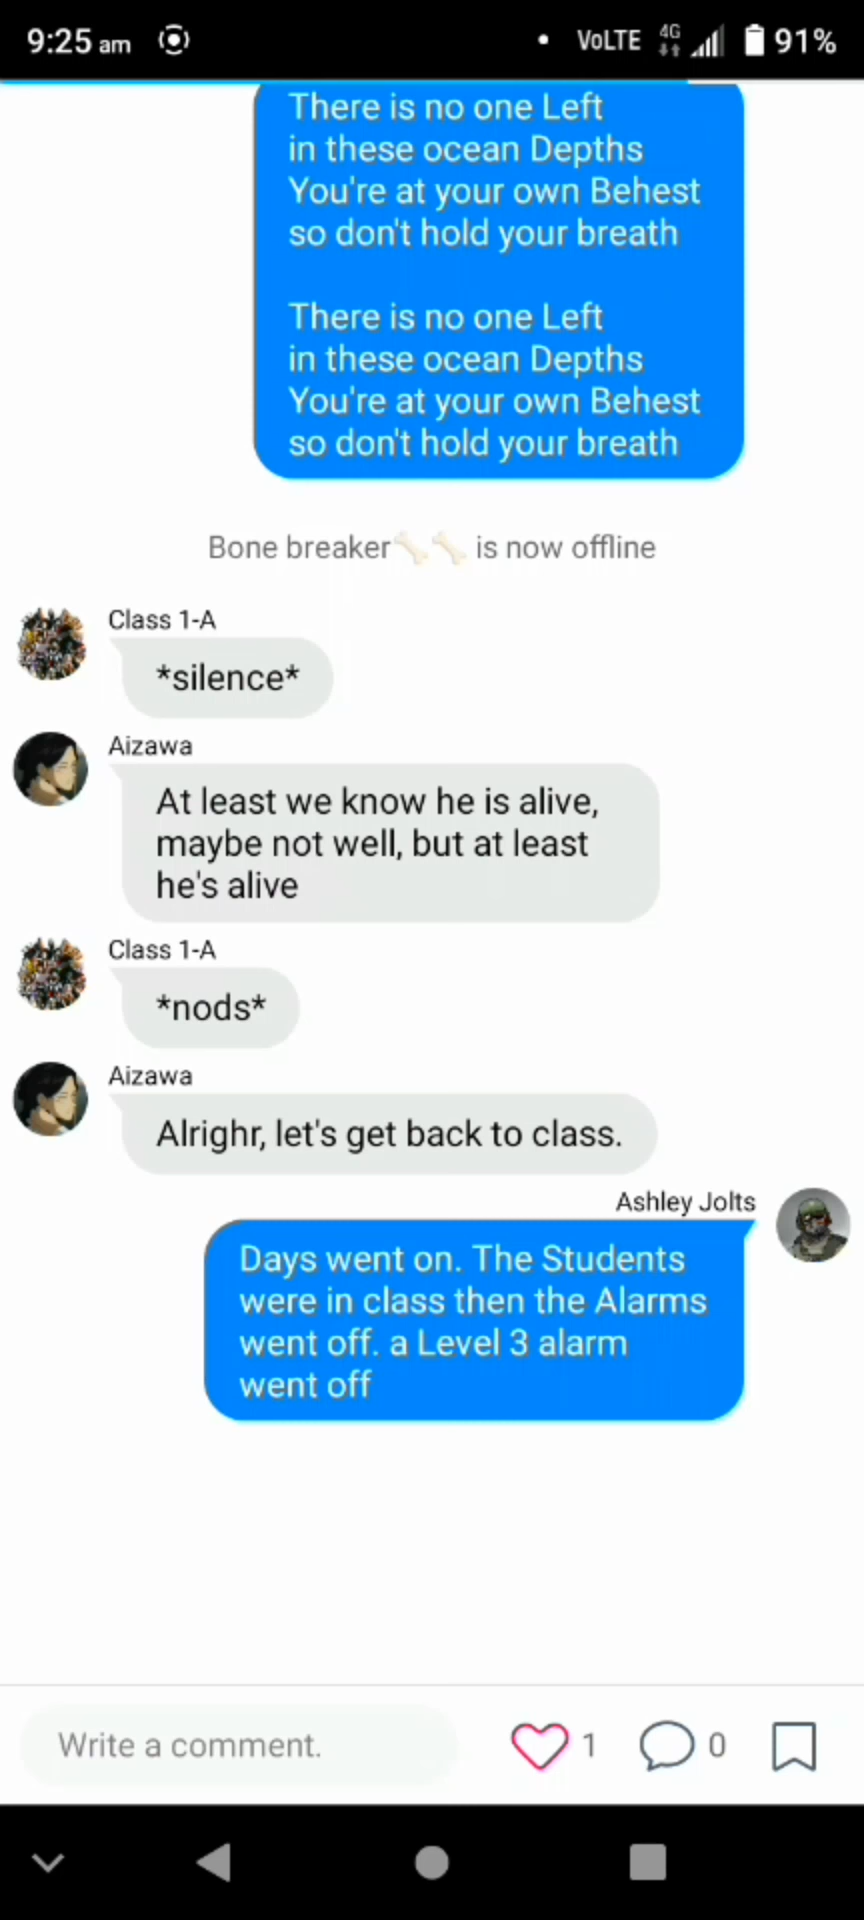 9:25 am
VoLTE 4G 91%
There is no one Left
in these ocean Depths
You're at your own Behest
so don't hold your breath
There is no one Left
in these ocean Depths
You're at your own Behest
so don't hold your breath
Bone breaker🦴🦴 is now offline
Class 1-A
*silence*
Aizawa
At least we know he is alive,
maybe not well, but at least
he's alive
Class 1-A
*nods*
Aizawa
Alrighr, let's get back to class.
Ashley Jolts
Days went on. The Students
were in class then the Alarms
went off. a Level 3 alarm
went off
Write a comment.
1
0